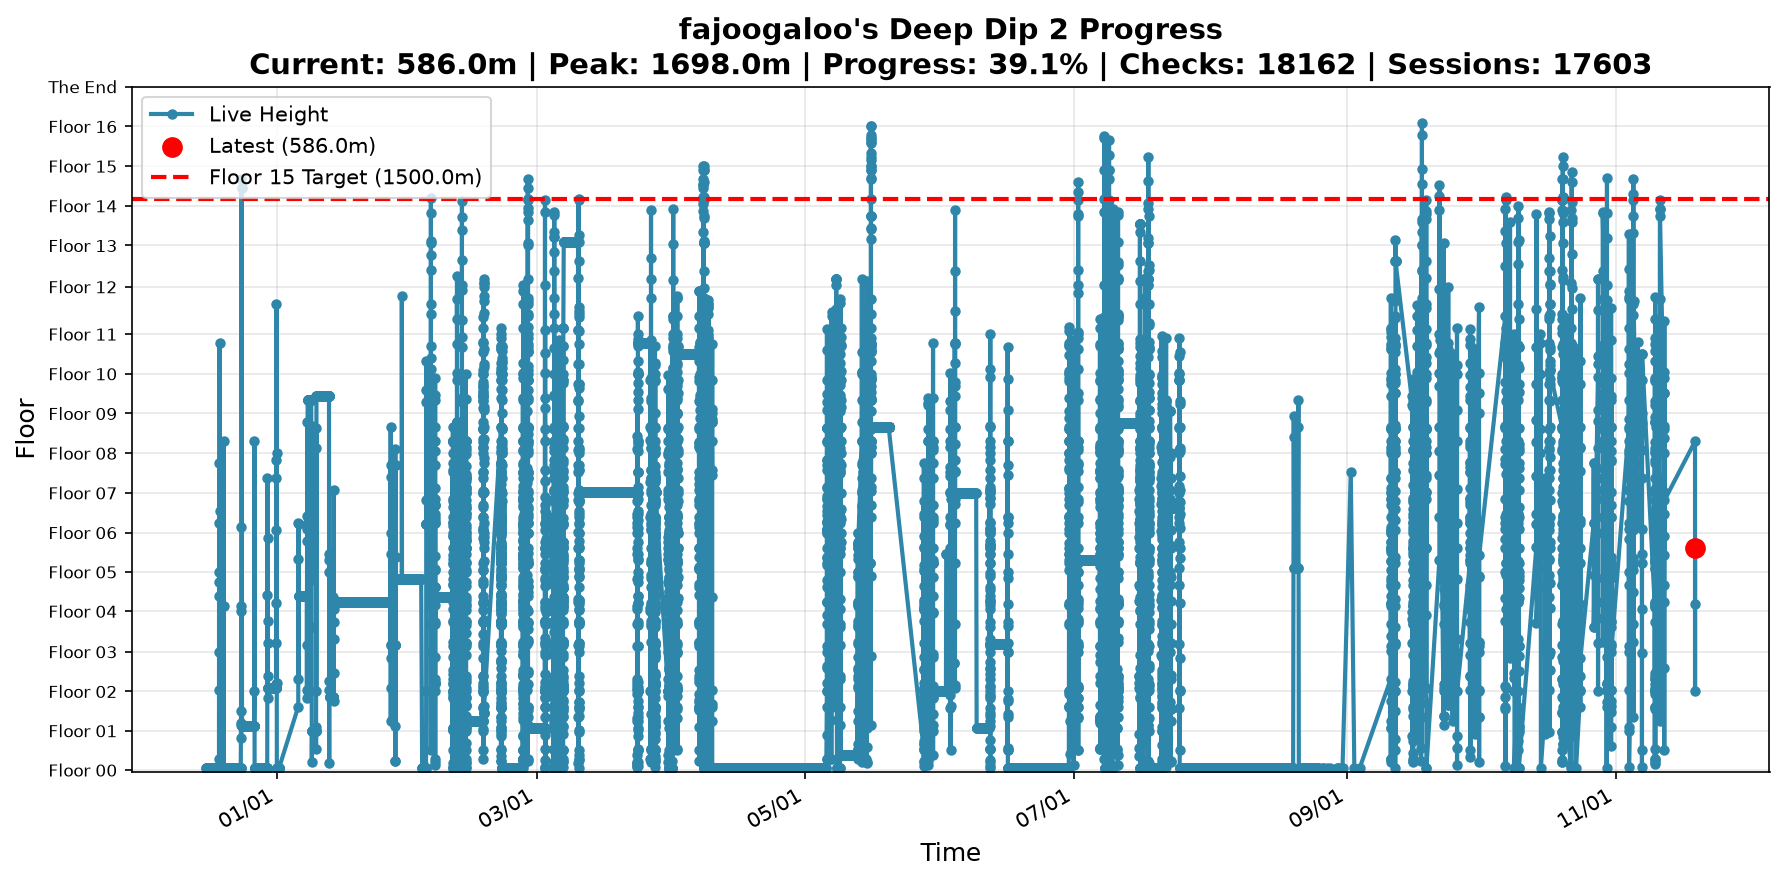 fajoogaloo's Deep Dip 2 Progress
Current: 586.0m | Peak: 1698.0m | Progress: 39.1% | Checks: 18162 | Sessions: 17603
Live Height
Latest (586.0m)
Floor 15 Target (1500.0m)
The End
Floor 16
Floor 15
Floor 14
Floor 13
Floor 12
Floor 11
Floor 10
Floor 09
Floor 08
Floor 07
Floor 06
Floor 05
Floor 04
Floor 03
Floor 02
Floor 01
Floor 00
Floor
01/01
03/01
05/01
07/01
09/01
11/01
Time